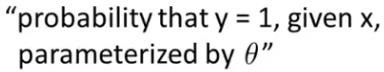 “probability that y = 1, given x,
parameterized by θ”